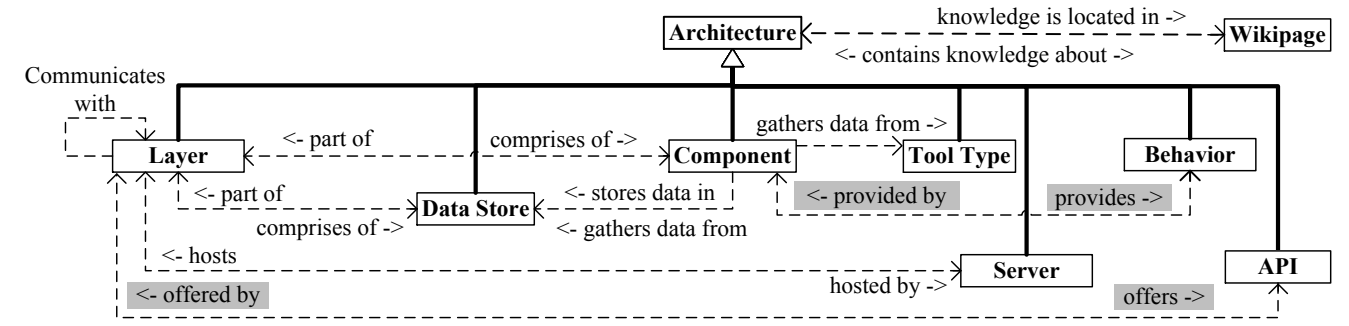 knowledge is located in ->
Architecture
Wikipage
<- contains knowledge about ->
Communicates
with
gathers data from ->
<- part of
comprises of ->
Layer
Component
Tool Type
Behavior
<- part of
<- stores data in
<- provided by
provides ->
Data Store
comprises of ->
<- gathers data from
<- hosts
Server
API
hosted by ->
<- offered by
offers ->